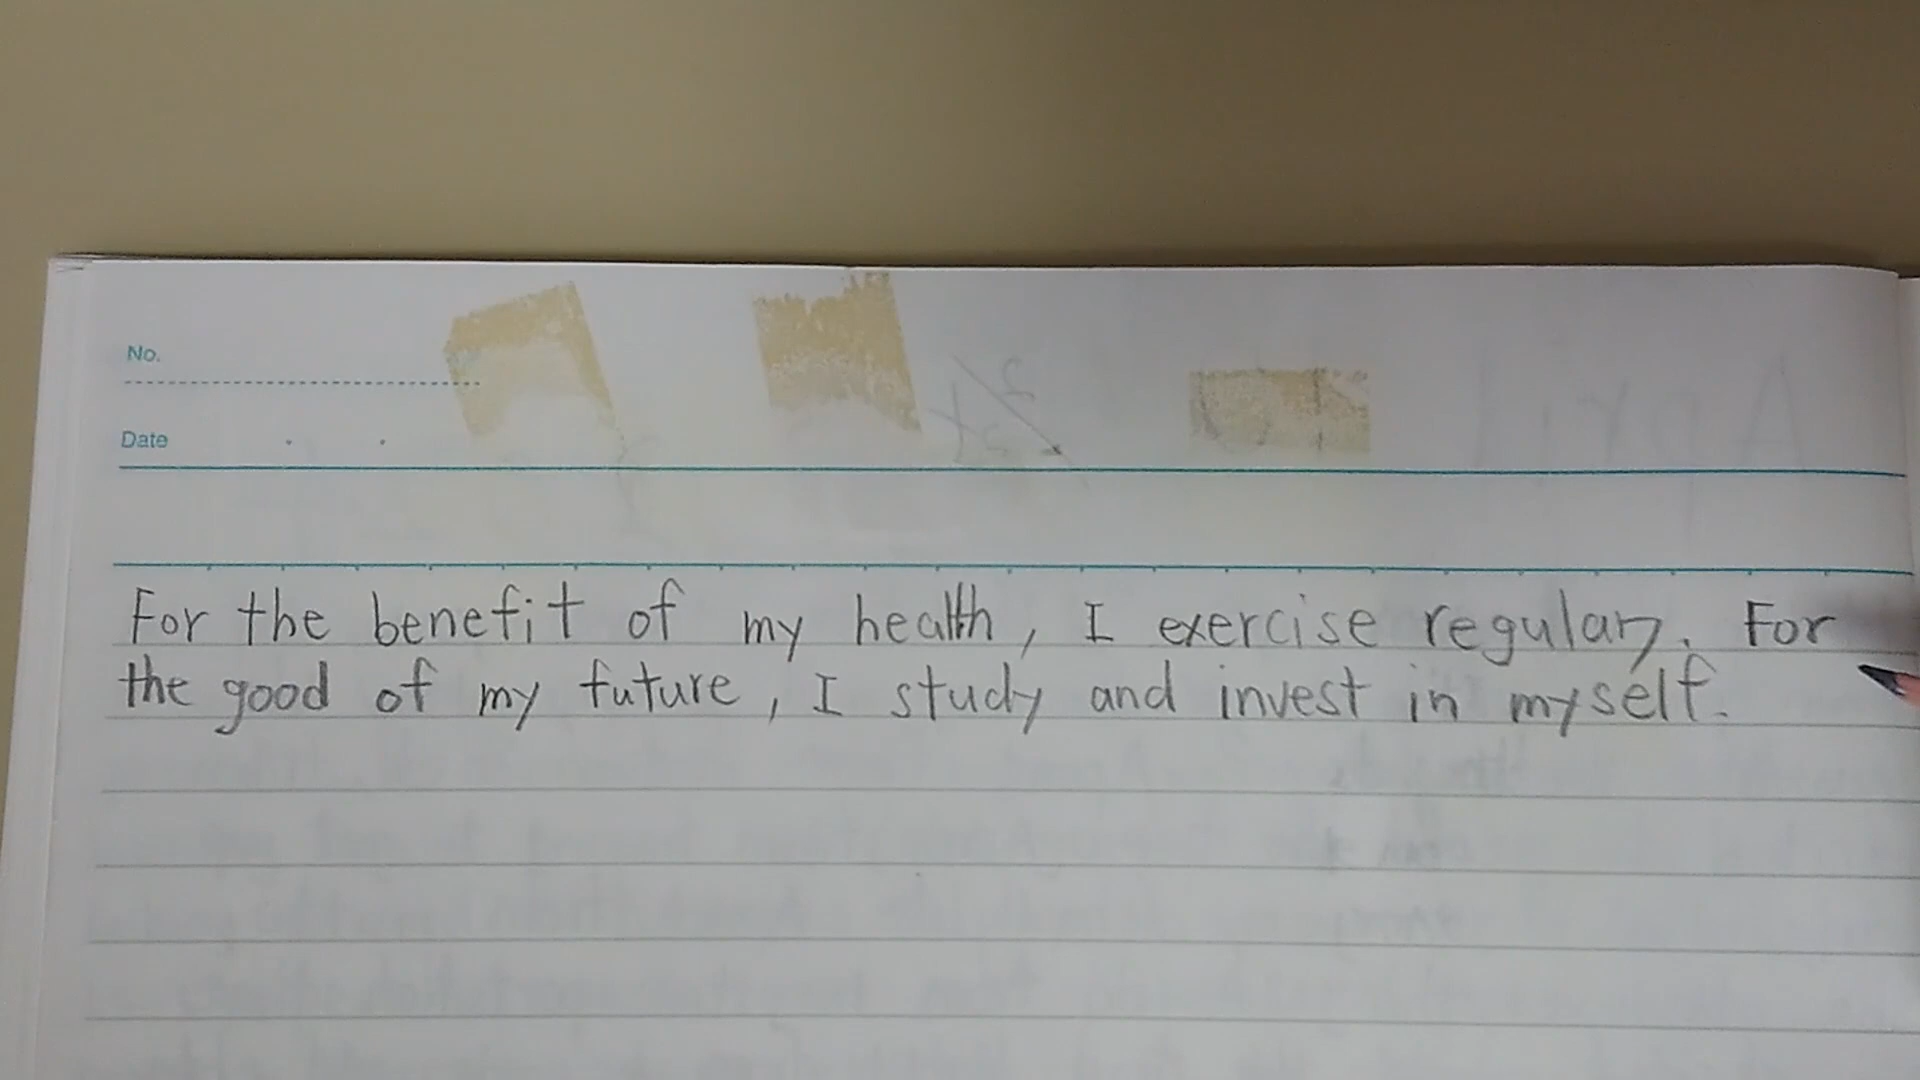 No.
Date
For the benefit of my health, I exercise regulary. For
the good of my future, I study and invest in myself.